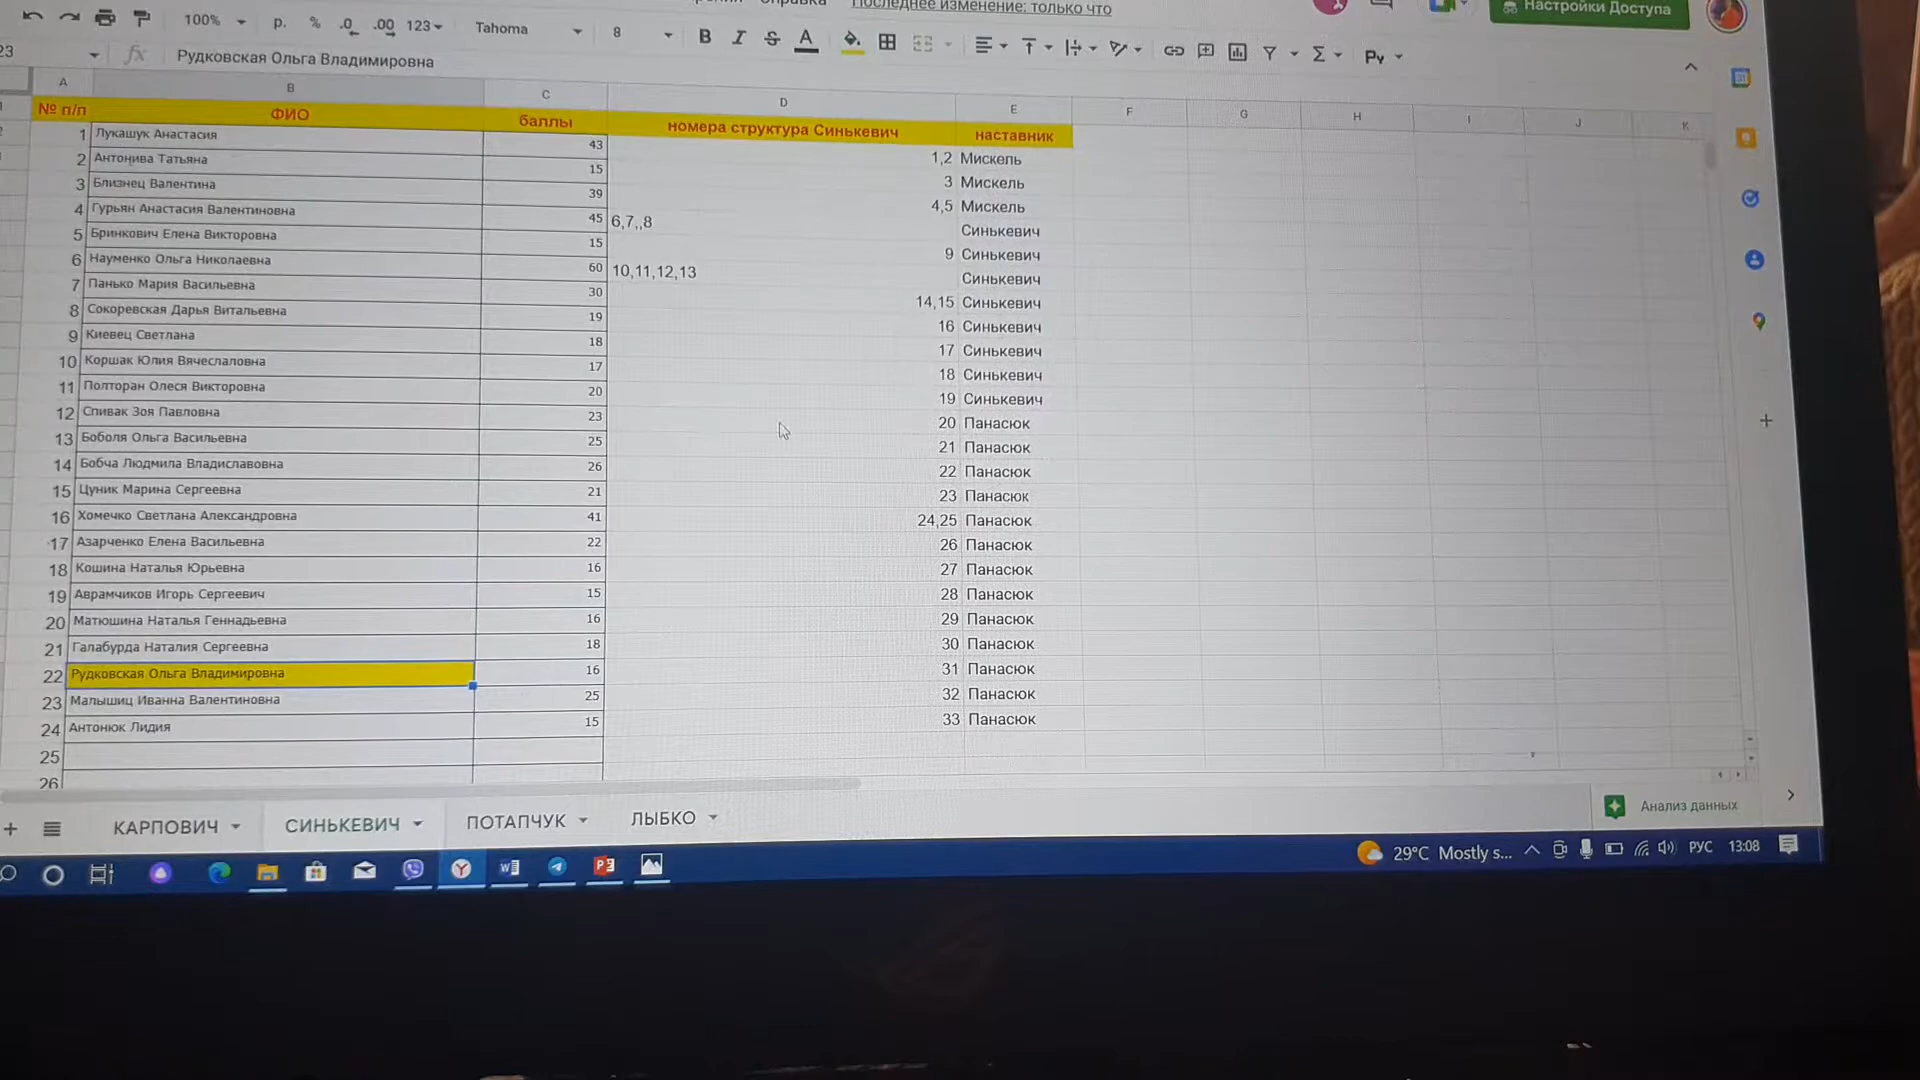 Справка Последнее изменение: только что
Настройки Доступа
100% р. % .0 .00 123 Tahoma 8 B I S A Σ Ру
23 fx Рудковская Ольга Владимировна
A B C D E F G H I J K
№ п/п ФИО баллы номера структура Синькевич наставник
1 Лукашук Анастасия 43 1,2 Мискель
2 Антонива Татьяна 15 3 Мискель
3 Близнец Валентина 39 4,5 Мискель
4 Гурьян Анастасия Валентиновна 45 6,7,,8 Синькевич
5 Бринкович Елена Викторовна 15 9 Синькевич
6 Науменко Ольга Николаевна 60 10,11,12,13 Синькевич
7 Панько Мария Васильевна 30 14,15 Синькевич
8 Сокоревская Дарья Витальевна 19 16 Синькевич
9 Киевец Светлана 18 17 Синькевич
10 Коршак Юлия Вячеслаловна 17 18 Синькевич
11 Полторан Олеся Викторовна 20 19 Синькевич
12 Спивак Зоя Павловна 23 20 Панасюк
13 Боболя Ольга Васильевна 25 21 Панасюк
14 Бобча Людмила Владиславовна 26 22 Панасюк
15 Цуник Марина Сергеевна 21 23 Панасюк
16 Хомечко Светлана Александровна 41 24,25 Панасюк
17 Азарченко Елена Васильевна 22 26 Панасюк
18 Кошина Наталья Юрьевна 16 27 Панасюк
19 Аврамчиков Игорь Сергеевич 15 28 Панасюк
20 Матюшина Наталья Геннадьевна 16 29 Панасюк
21 Галабурда Наталия Сергеевна 18 30 Панасюк
22 Рудковская Ольга Владимировна 16 31 Панасюк
23 Малышиц Иванна Валентиновна 25 32 Панасюк
24 Антонюк Лидия 15 33 Панасюк
25
26
КАРПОВИЧ СИНЬКЕВИЧ ПОТАПЧУК ЛЫБКО Анализ данных
29°C Mostly s... РУС 13:08